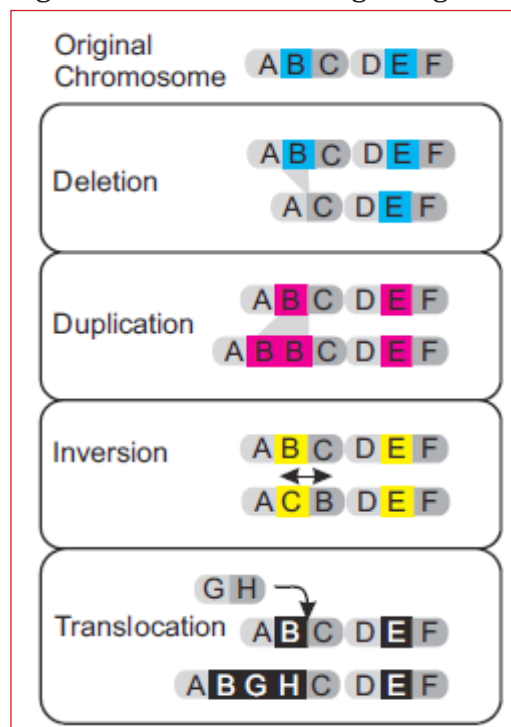 Original
Chromosome
A B C D E F
Deletion
A B C D E F
A C D E F
Duplication
A B C D E F
A B B C D E F
Inversion
A B C D E F
A C B D E F
G H
Translocation
A B C D E F
A B G H C D E F